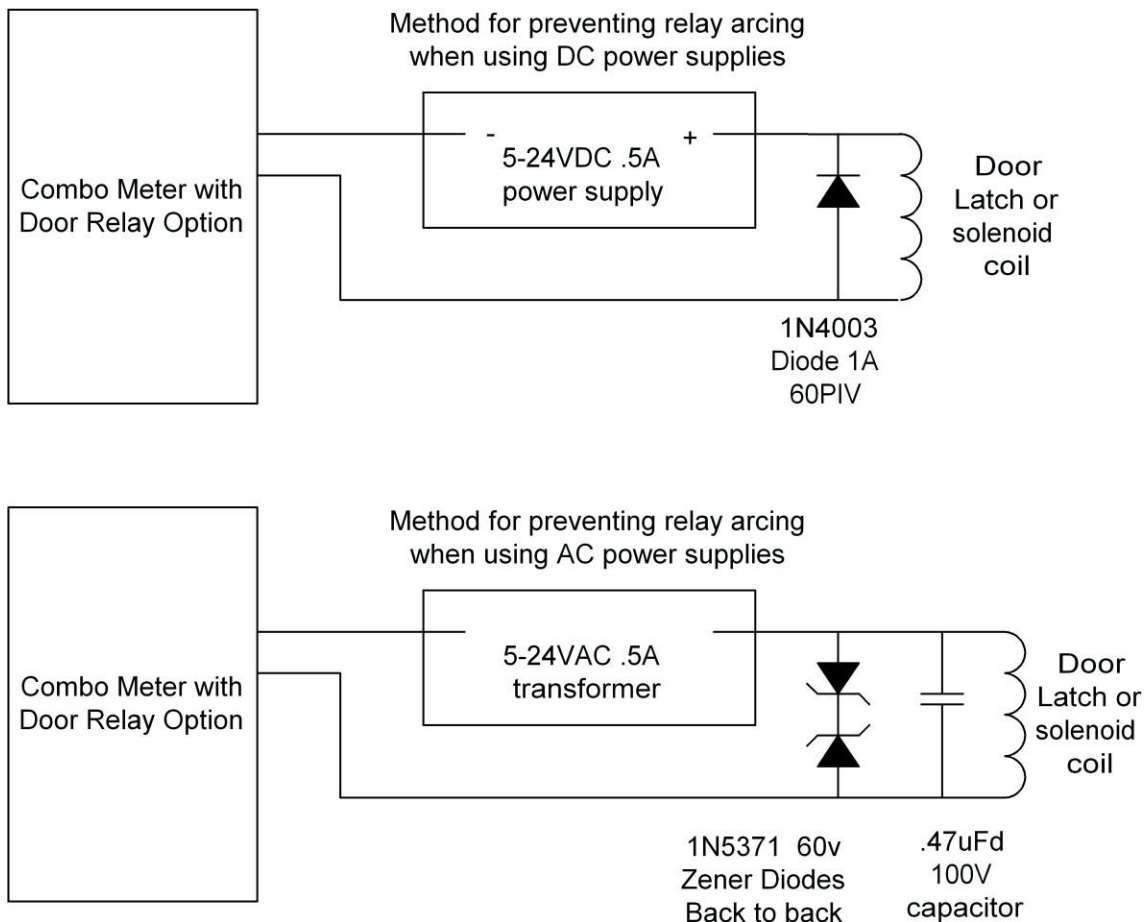 Method for preventing relay arcing
when using DC power supplies
Combo Meter with
Door Relay Option
- +
5-24VDC .5A
power supply
Door
Latch or
solenoid
coil
1N4003
Diode 1A
60PIV
Method for preventing relay arcing
when using AC power supplies
Combo Meter with
Door Relay Option
5-24VAC .5A
transformer
Door
Latch or
solenoid
coil
1N5371 60v
Zener Diodes
Back to back
.47uFd
100V
capacitor